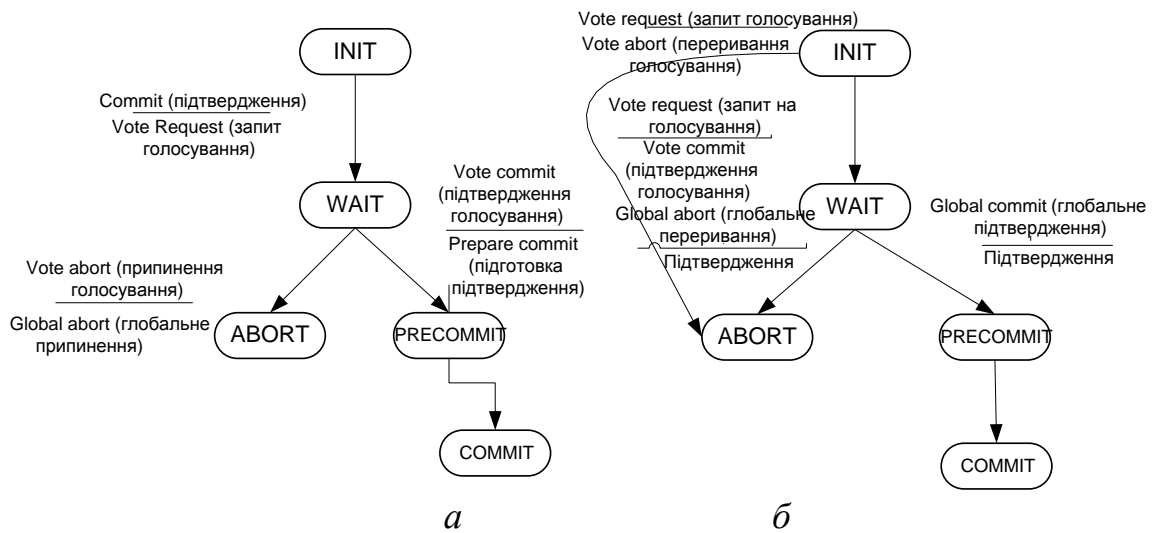 INIT
Commit (підтвердження)
Vote Request (запит
голосування)
WAIT
Vote commit
(підтвердження
голосування)
Prepare commit
(підготовка
підтвердження)
Vote abort (припинення
голосування)
Global abort (глобальне
припинення)
ABORT
PRECOMMIT
COMMIT
а
Vote request (запит голосування)
Vote abort (переривання
голосування)
INIT
Vote request (запит на
голосування)
Vote commit
(підтвердження
голосування)
WAIT
Global abort (глобальне
переривання)
Підтвердження
Global commit (глобальне
підтвердження)
Підтвердження
ABORT
PRECOMMIT
COMMIT
б